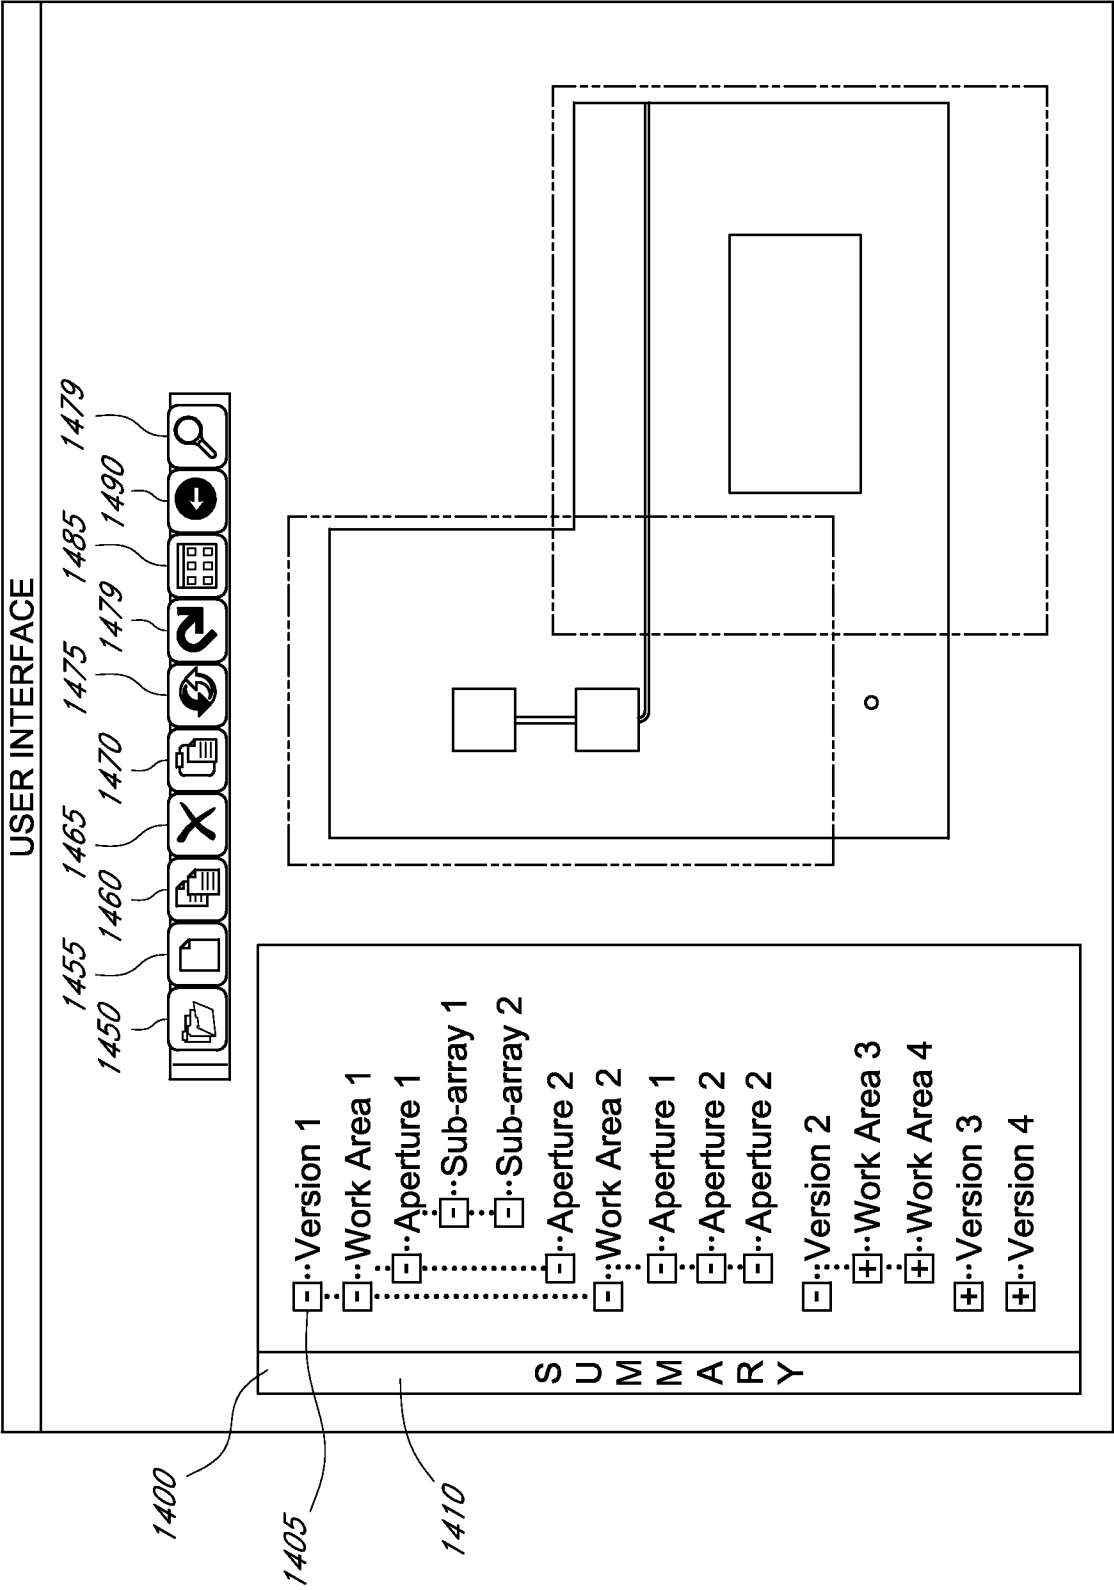 USER INTERFACE
1450
1455
1460
1465
1470
1475
1479
1485
1490
1479
1400
1405
1410
SUMMARY
- Version 1
- Work Area 1
- Aperture 1
- Sub-array 1
- Sub-array 2
- Aperture 2
- Work Area 2
- Aperture 1
- Aperture 2
- Aperture 2
- Version 2
+ Work Area 3
+ Work Area 4
+ Version 3
+ Version 4